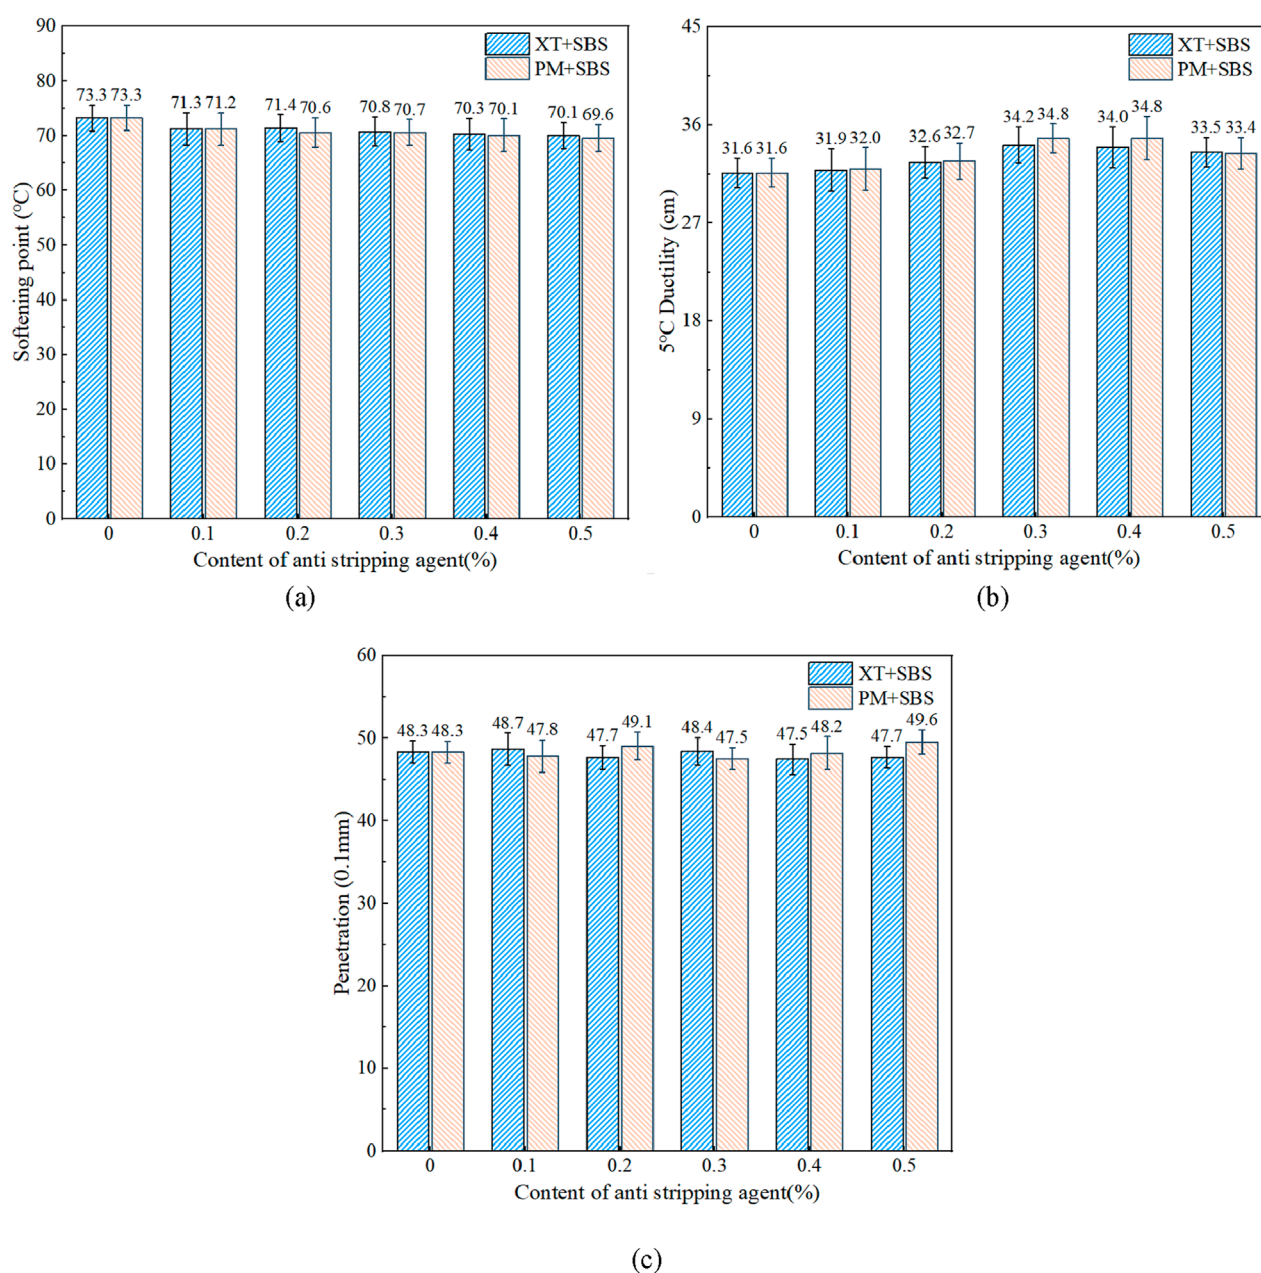 XT+SBS
PM+SBS
73.3 73.3 71.3 71.2 71.4 70.6 70.8 70.7 70.3 70.1 70.1 69.6
90
80
70
60
50
40
30
20
10
0
Softening point (℃)
0 0.1 0.2 0.3 0.4 0.5
Content of anti stripping agent(%)
(a)
XT+SBS
PM+SBS
31.6 31.6 31.9 32.0 32.6 32.7 34.2 34.8 34.0 34.8 33.5 33.4
45
36
27
18
9
0
5℃ Ductility (cm)
0 0.1 0.2 0.3 0.4 0.5
Content of anti stripping agent(%)
(b)
XT+SBS
PM+SBS
48.3 48.3 48.7 47.8 47.7 49.1 48.4 47.5 47.5 48.2 47.7 49.6
60
50
40
30
20
10
0
Penetration (0.1mm)
0 0.1 0.2 0.3 0.4 0.5
Content of anti stripping agent(%)
(c)